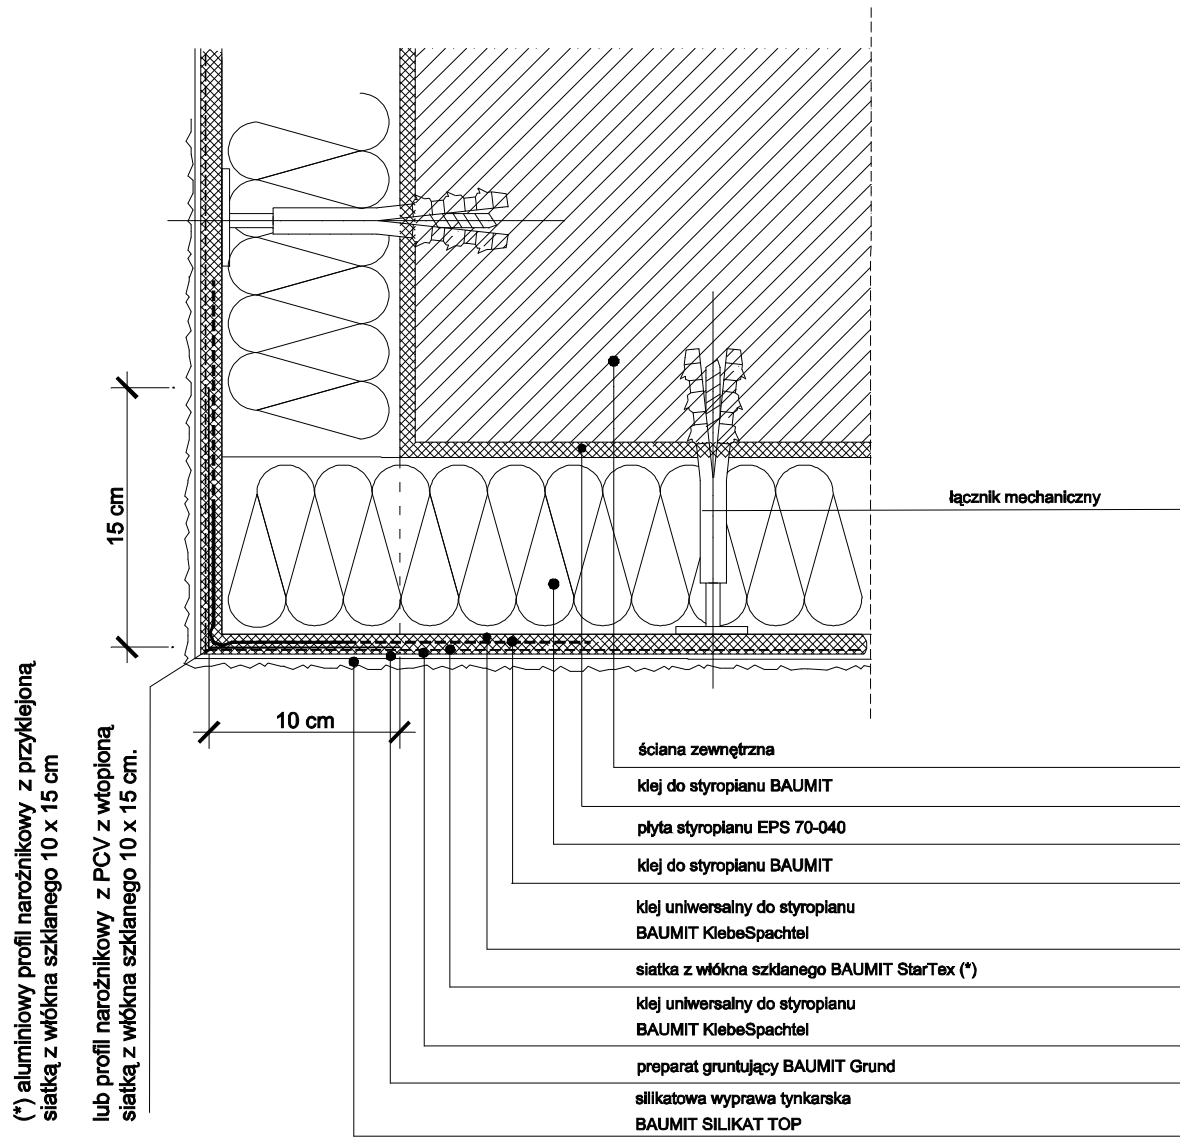 łącznik mechaniczny
15 cm
10 cm
ściana zewnętrzna
klej do styropianu BAUMIT
płyta styropianu EPS 70-040
klej do styropianu BAUMIT
klej uniwersalny do styropianu
BAUMIT KlebeSpachtel
siatka z włókna szklanego BAUMIT StarTex (*)
klej uniwersalny do styropianu
BAUMIT KlebeSpachtel
preparat gruntujący BAUMIT Grund
silikatowa wyprawa tynkarska
BAUMIT SILIKAT TOP
(*) aluminiowy profil narożnikowy z przyklejoną
siatką z włókna szklanego 10 x 15 cm
lub profil narożnikowy z PCV z wtopioną
siatką z włókna szklanego 10 x 15 cm.